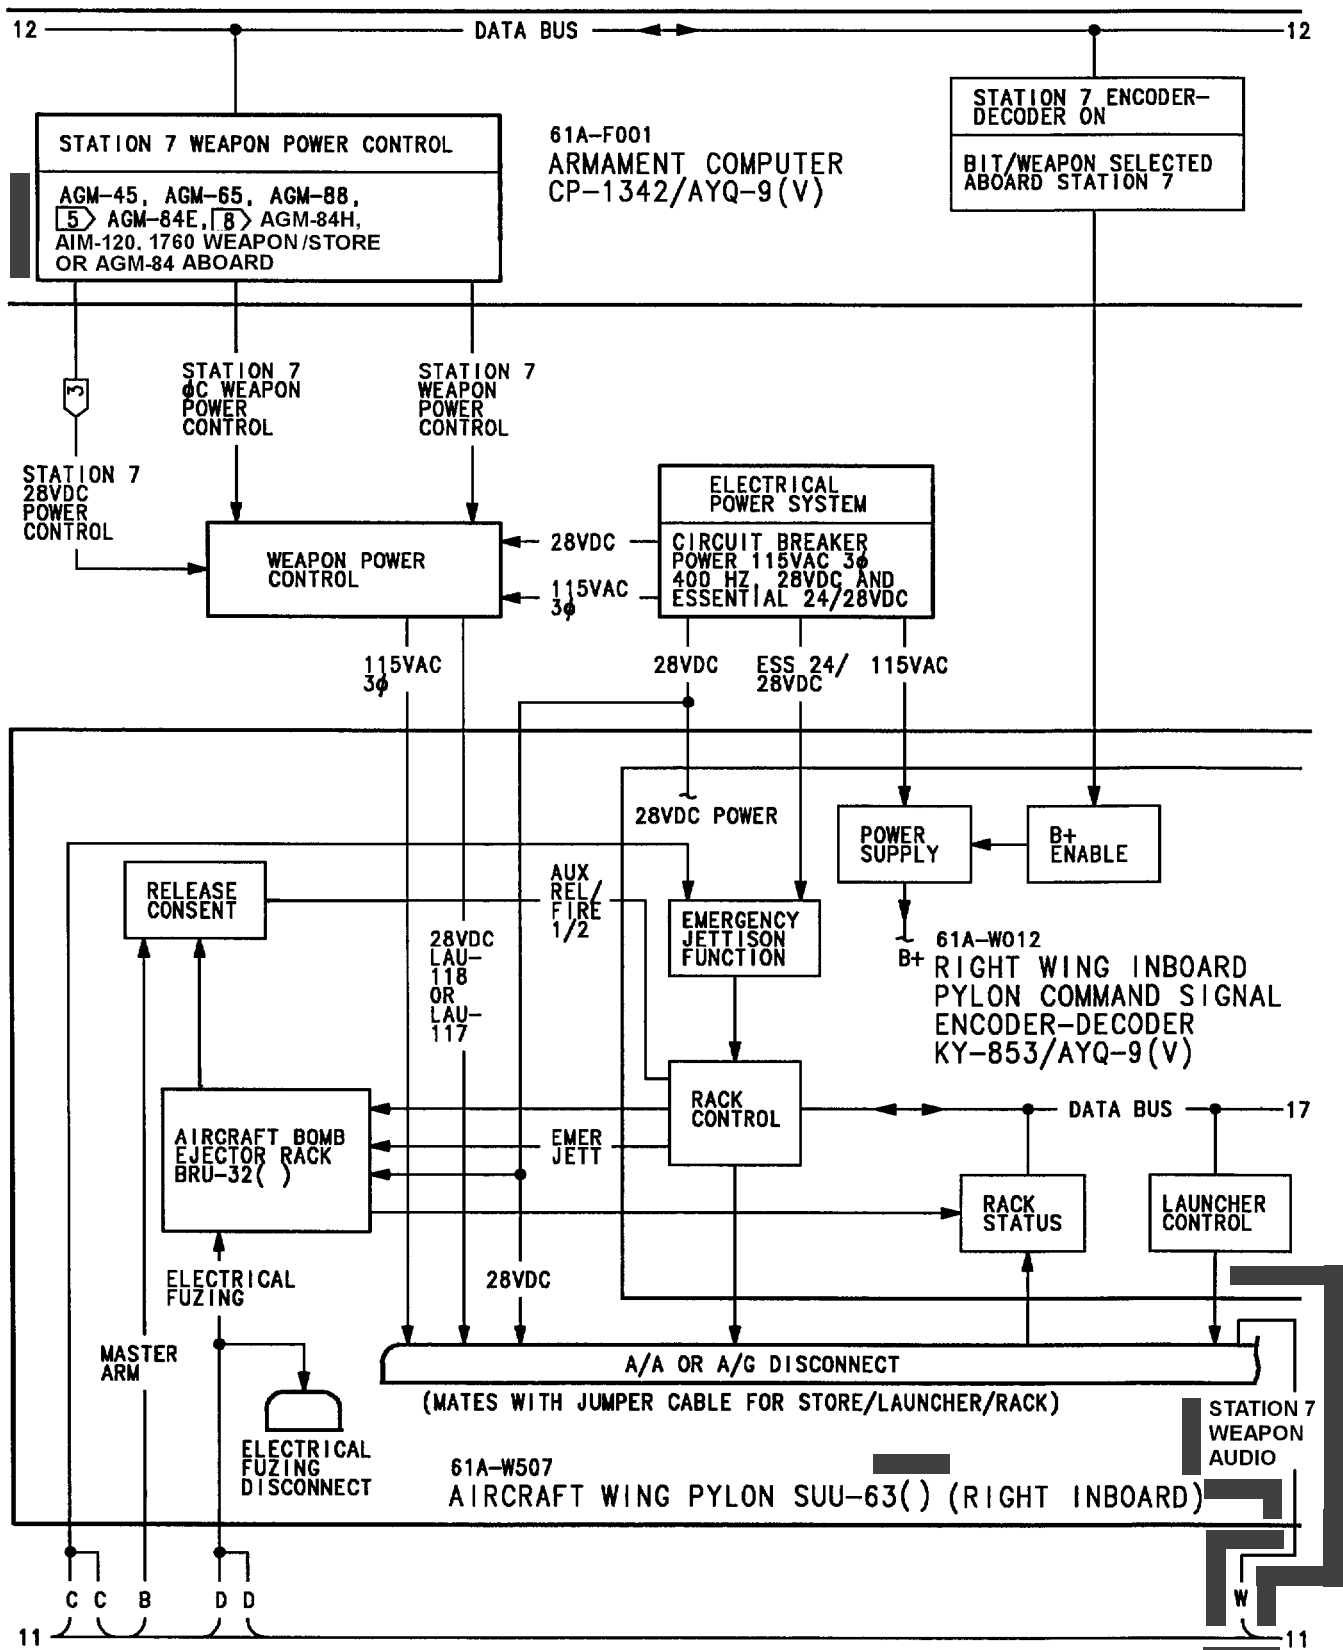 12
DATA BUS
12
STATION 7 WEAPON POWER CONTROL
AGM-45, AGM-65, AGM-88,
5 AGM-84E, 8 AGM-84H,
AIM-120, 1760 WEAPON/STORE
OR AGM-84 ABOARD
61A-F001
ARMAMENT COMPUTER
CP-1342/AYQ-9(V)
STATION 7 ENCODER-
DECODER ON
BIT/WEAPON SELECTED
ABOARD STATION 7
3
STATION 7
28VDC
POWER
CONTROL
STATION 7
ϕC WEAPON
POWER
CONTROL
STATION 7
WEAPON
POWER
CONTROL
WEAPON POWER
CONTROL
28VDC
115VAC
3ϕ
ELECTRICAL
POWER SYSTEM
CIRCUIT BREAKER
POWER 115VAC 3ϕ
400 HZ, 28VDC AND
ESSENTIAL 24/28VDC
115VAC
3ϕ
28VDC
ESS 24/
28VDC
115VAC
28VDC POWER
POWER
SUPPLY
B+
ENABLE
RELEASE
CONSENT
AUX
REL/
FIRE
1/2
28VDC
LAU-
118
OR
LAU-
117
EMERGENCY
JETTISON
FUNCTION
B+
61A-W012
RIGHT WING INBOARD
PYLON COMMAND SIGNAL
ENCODER-DECODER
KY-853/AYQ-9(V)
AIRCRAFT BOMB
EJECTOR RACK
BRU-32( )
EMER
JETT
RACK
CONTROL
DATA BUS
17
RACK
STATUS
LAUNCHER
CONTROL
ELECTRICAL
FUZING
28VDC
MASTER
ARM
A/A OR A/G DISCONNECT
(MATES WITH JUMPER CABLE FOR STORE/LAUNCHER/RACK)
ELECTRICAL
FUZING
DISCONNECT
STATION 7
WEAPON
AUDIO
61A-W507
AIRCRAFT WING PYLON SUU-63( ) (RIGHT INBOARD)
C C B D D W
11
11